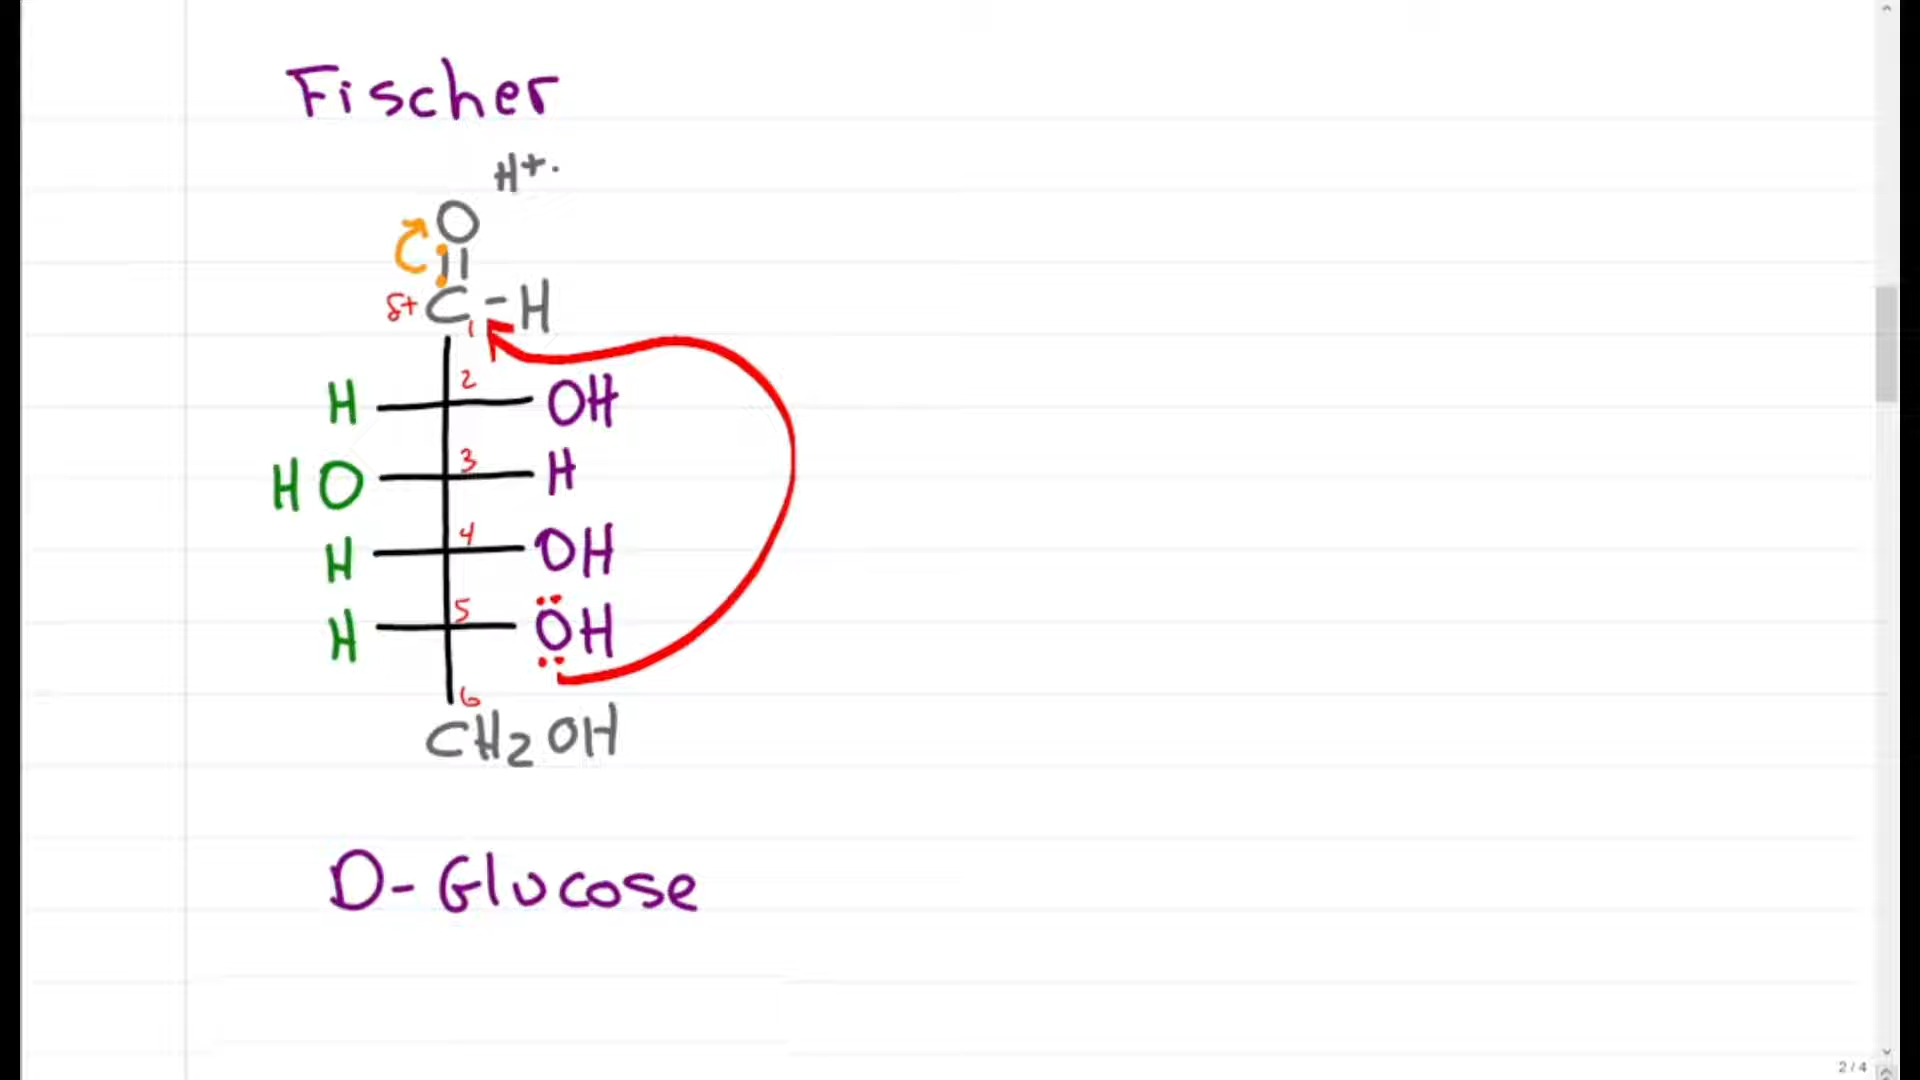 Fischer
H+.
O
δ+ C - H
1
2
H OH
3
HO H
4
H OH
5
H OH
6
CH2OH
D-Glucose
2 / 4